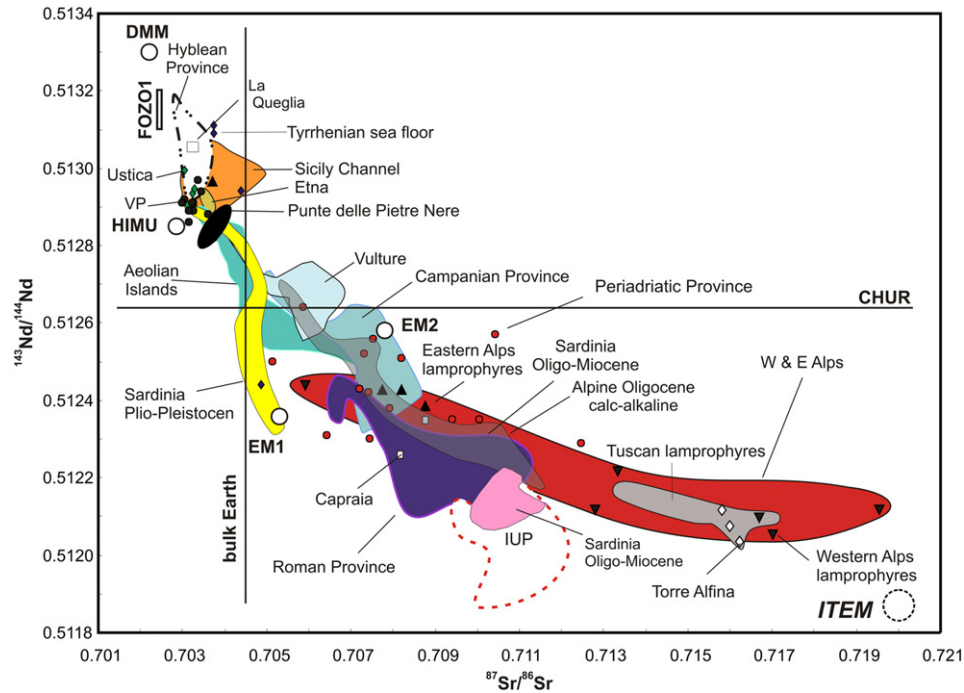 0.5134
DMM
Hyblean
Province
0.5132
La
Queglia
FOZO1
Tyrrhenian sea floor
0.5130
Sicily Channel
Ustica
Etna
VP
Punte delle Pietre Nere
HIMU
0.5128
Aeolian
Islands
Vulture
Campanian Province
Periadriatic Province
CHUR
143Nd/144Nd
0.5126
EM2
Eastern Alps
lamprophyres
Sardinia
Oligo-Miocene
W & E Alps
Sardinia
Plio-Pleistocen
Alpine Oligocene
calc-alkaline
0.5124
EM1
Tuscan lamprophyres
Capraia
0.5122
bulk Earth
IUP
Roman Province
Sardinia
Oligo-Miocene
Western Alps
lamprophyres
Torre Alfina
0.5120
ITEM
0.5118
0.701
0.703
0.705
0.707
0.709
0.711
0.713
0.715
0.717
0.719
0.721
87Sr/86Sr